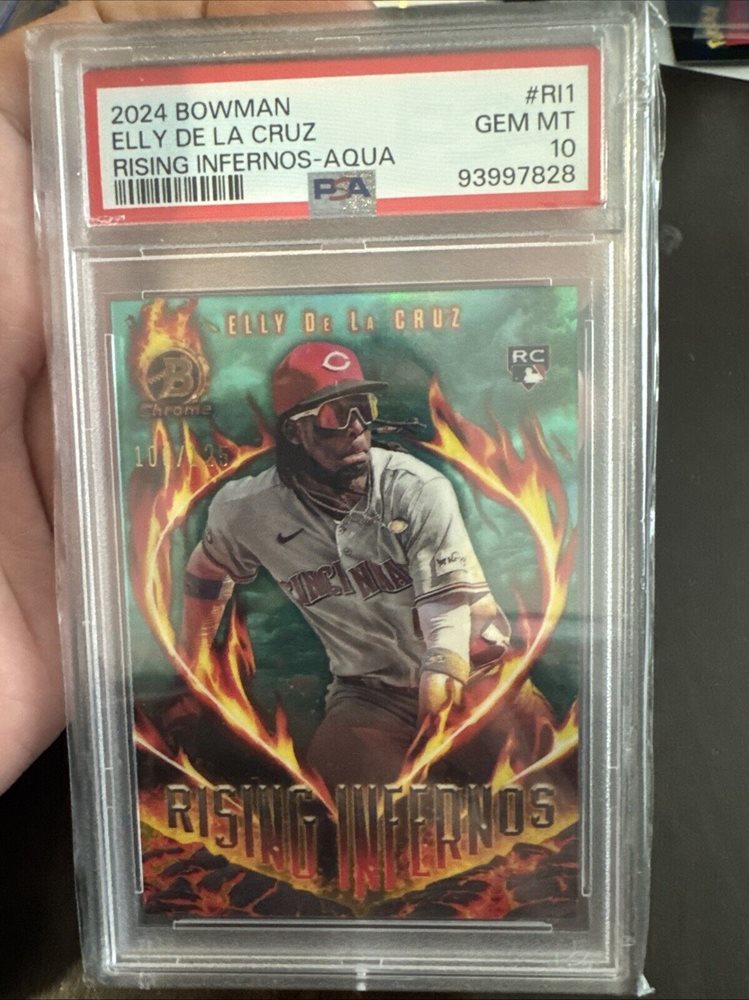 2024 BOWMAN
#RI1
ELLY DE LA CRUZ
GEM MT
RISING INFERNOS-AQUA
10
PSA
93997828
ELLY DE LA CRUZ
RC
B
Chrome
CINCINNATI
RISING INFERNOS